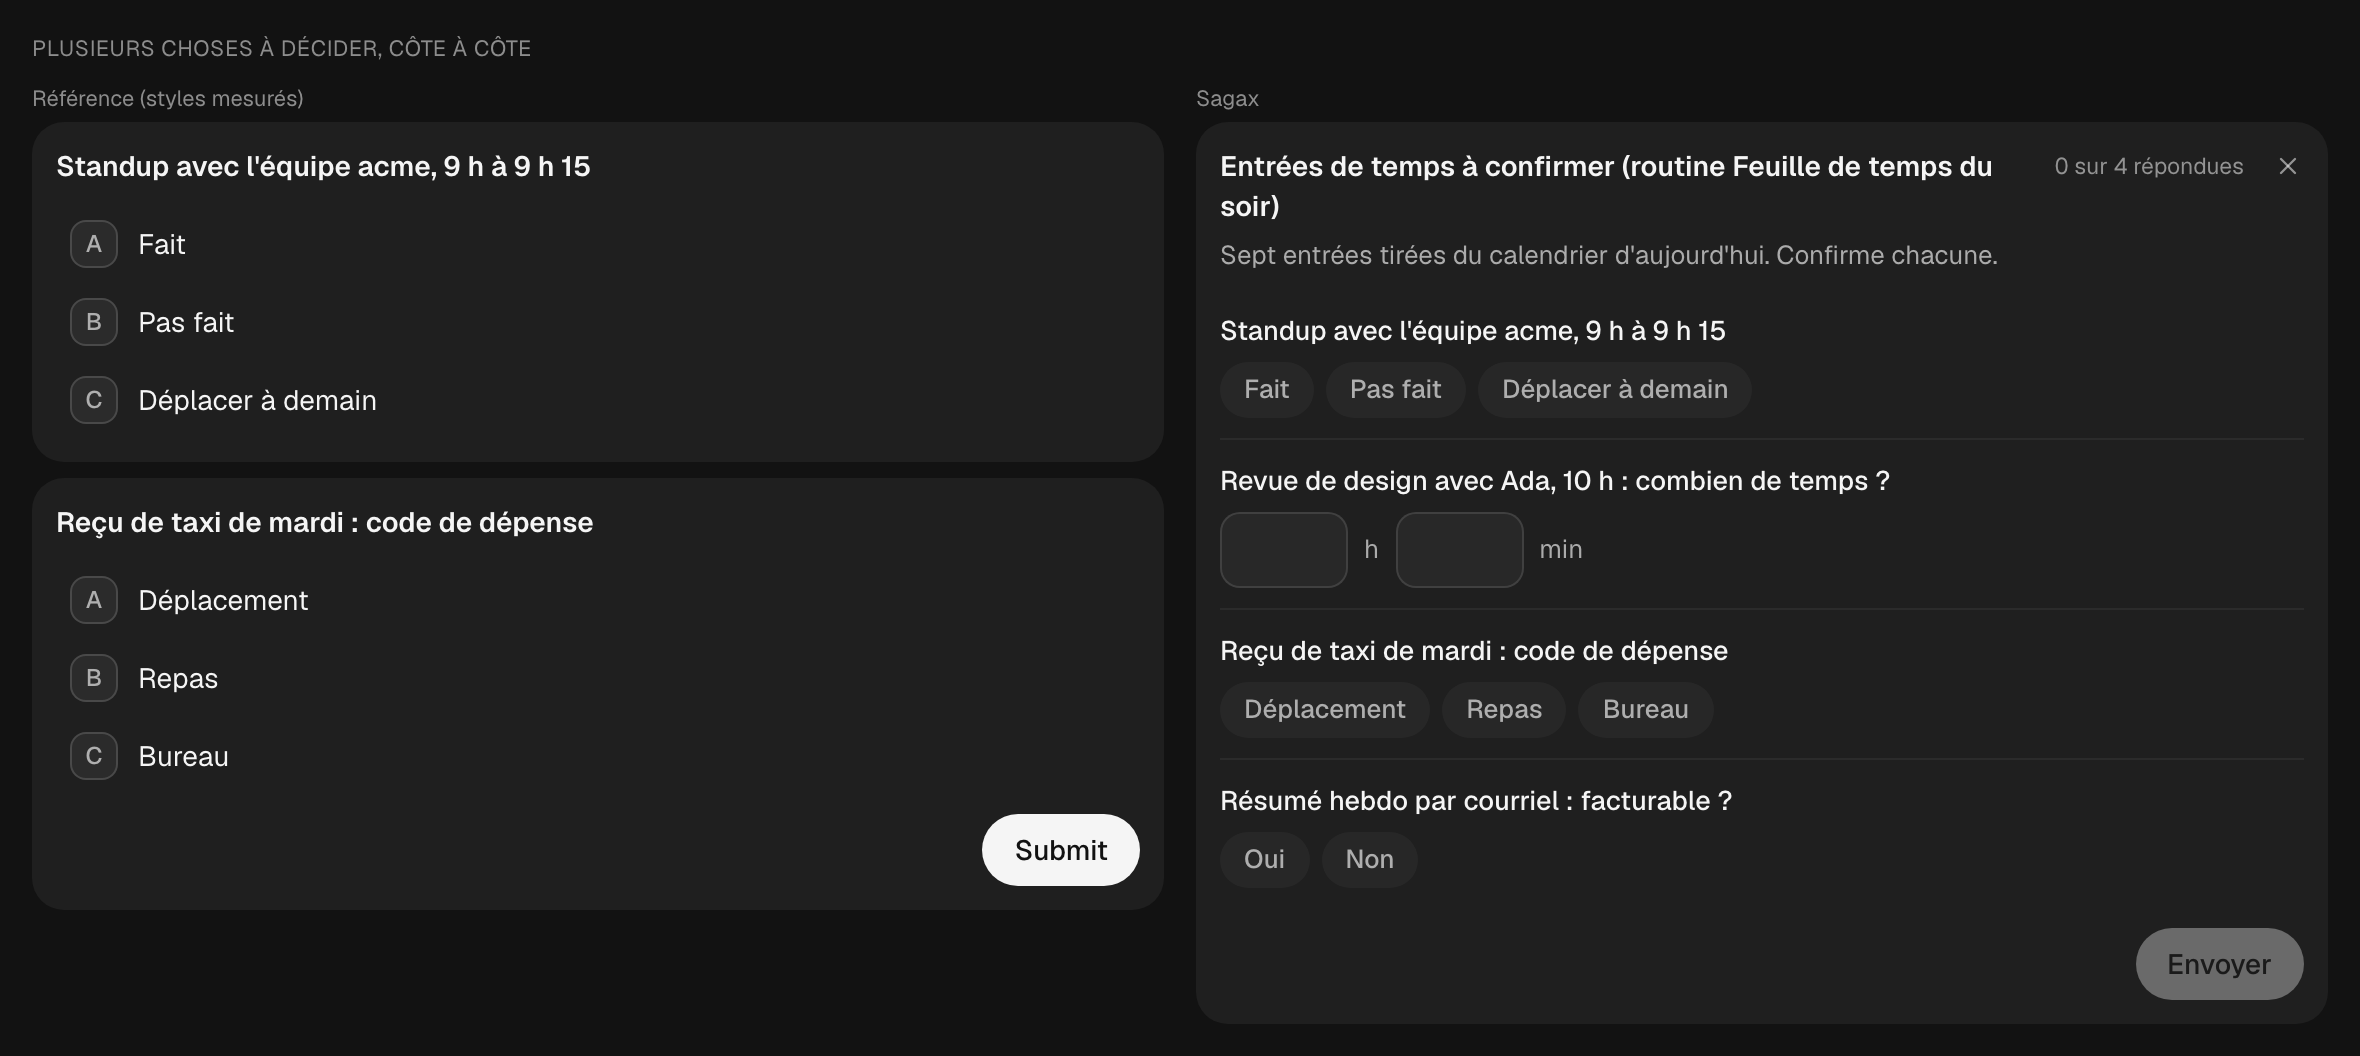 PLUSIEURS CHOSES À DÉCIDER, CÔTE À CÔTE
Référence (styles mesurés)
Standup avec l'équipe acme, 9 h à 9 h 15
A Fait
B Pas fait
C Déplacer à demain
Reçu de taxi de mardi : code de dépense
A Déplacement
B Repas
C Bureau
Submit
Sagax
Entrées de temps à confirmer (routine Feuille de temps du
soir)
0 sur 4 répondues
Sept entrées tirées du calendrier d'aujourd'hui. Confirme chacune.
Standup avec l'équipe acme, 9 h à 9 h 15
Fait Pas fait Déplacer à demain
Revue de design avec Ada, 10 h : combien de temps ?
h min
Reçu de taxi de mardi : code de dépense
Déplacement Repas Bureau
Résumé hebdo par courriel : facturable ?
Oui Non
Envoyer